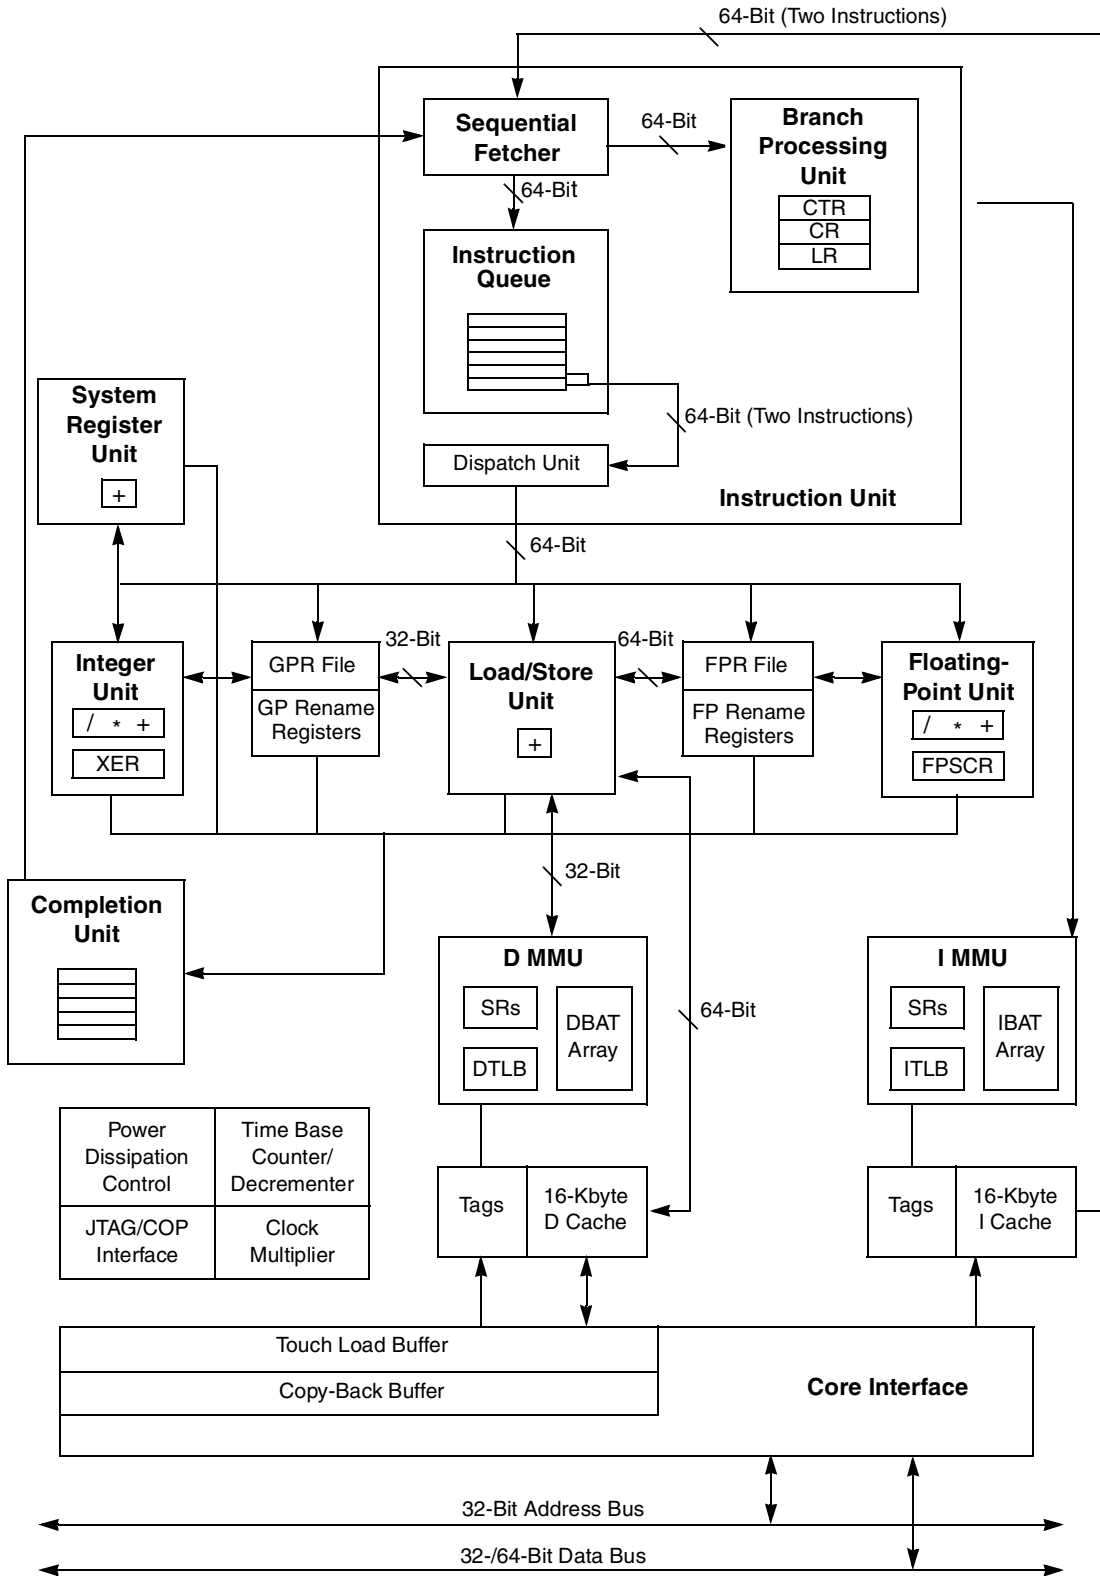 64-Bit (Two Instructions)
Sequential
Fetcher
64-Bit
Branch
Processing
Unit
CTR
CR
LR
64-Bit
Instruction
Queue
System
Register
Unit
+
64-Bit (Two Instructions)
Dispatch Unit
Instruction Unit
64-Bit
Integer
Unit
/ * +
XER
GPR File
GP Rename
Registers
32-Bit
Load/Store
Unit
+
64-Bit
FPR File
FP Rename
Registers
Floating-
Point Unit
/ * +
FPSCR
32-Bit
Completion
Unit
D MMU
SRs
DTLB
DBAT
Array
64-Bit
I MMU
SRs
ITLB
IBAT
Array
Power
Dissipation
Control
Time Base
Counter/
Decrementer
JTAG/COP
Interface
Clock
Multiplier
Tags
16-Kbyte
D Cache
Tags
16-Kbyte
I Cache
Touch Load Buffer
Copy-Back Buffer
Core Interface
32-Bit Address Bus
32-/64-Bit Data Bus